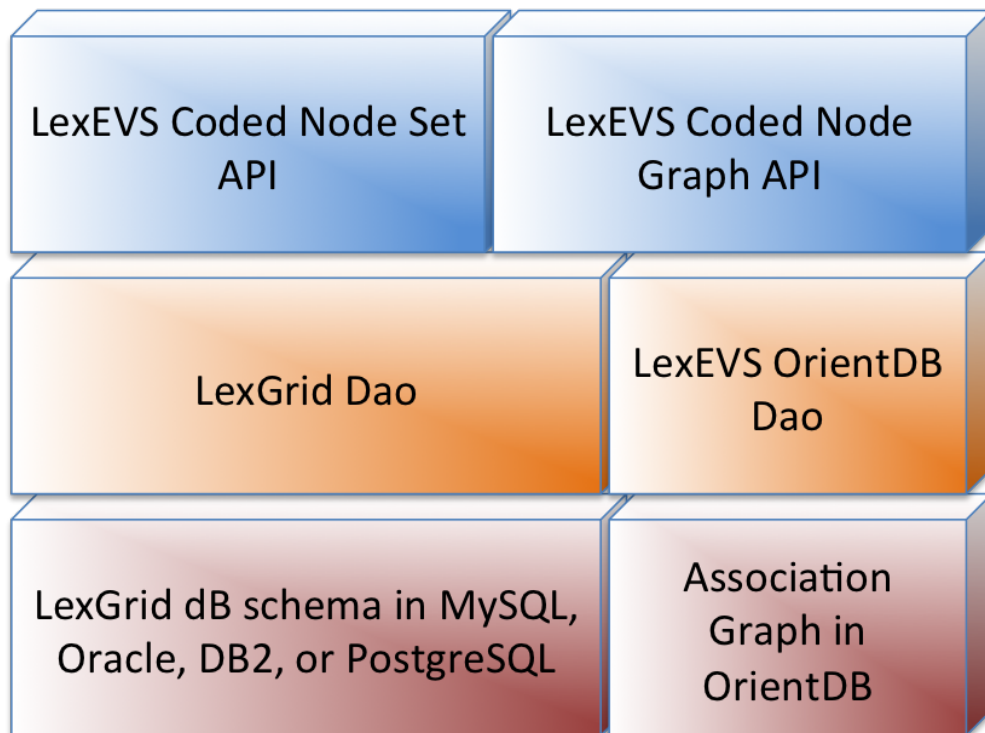 LexEVS Coded Node Set
API
LexEVS Coded Node
Graph API
LexGrid Dao
LexEVS OrientDB
Dao
LexGrid dB schema in MySQL,
Oracle, DB2, or PostgreSQL
Association
Graph in
OrientDB